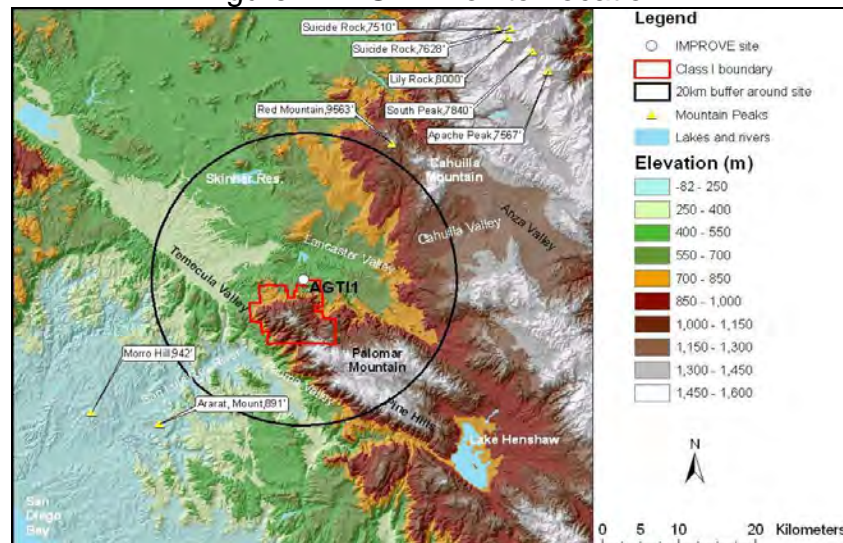 Suicide Rock,7510'
Suicide Rock,7628'
Lily Rock,8000'
Red Mountain,9563'
South Peak,7840'
Apache Peak,7567'
Cahuilla
Mountain
Skinner Res.
Anza Valley
Cahuilla Valley
Lancaster Valley
Temecula Valley
AGTI1
Palomar
Mountain
Morro Hill,942'
Ararat, Mount,891'
Lake Henshaw
San
Diego
Bay
Legend
IMPROVE site
Class I boundary
20km buffer around site
Mountain Peaks
Lakes and rivers
Elevation (m)
-82 - 250
250 - 400
400 - 550
550 - 700
700 - 850
850 - 1,000
1,000 - 1,150
1,150 - 1,300
1,300 - 1,450
1,450 - 1,600
N
0 5 10 20 Kilometers